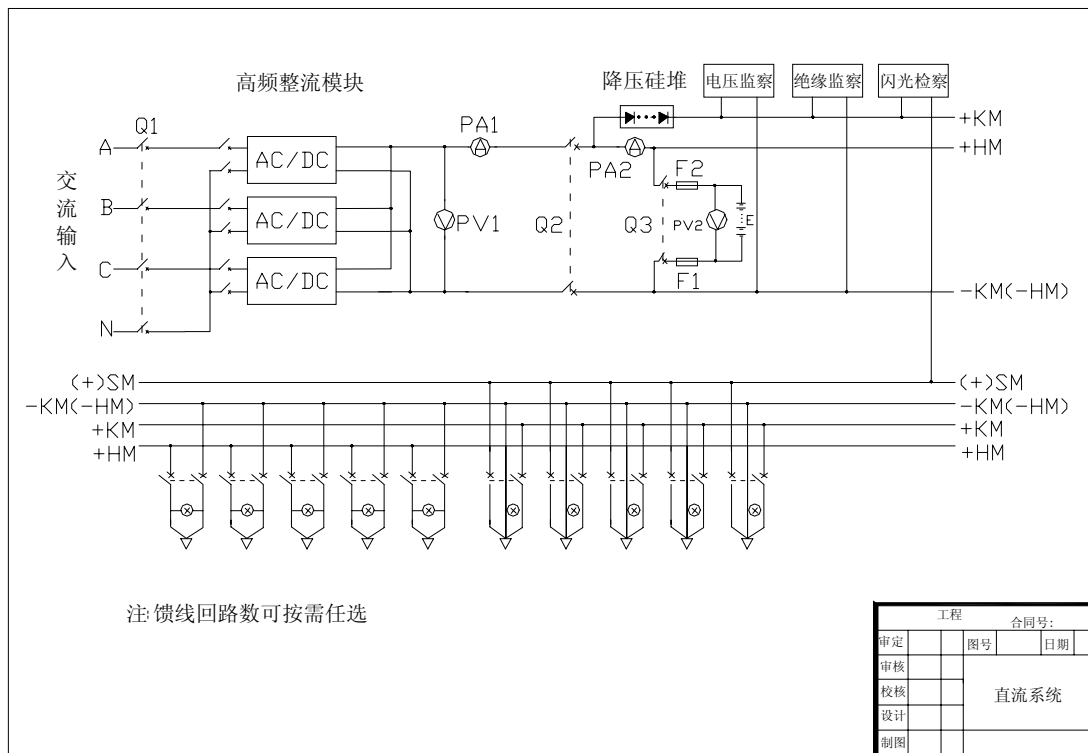 高频整流模块
降压硅堆
电压监察 绝缘监察 闪光检察
Q1
PA1
+KM
A
AC/DC
+HM
PA2
F2
交流输入
B
AC/DC
PV1
Q2
Q3
PV2
E
C
AC/DC
F1
-KM(-HM)
N
(+)SM
(+)SM
-KM(-HM)
-KM(-HM)
+KM
+KM
+HM
+HM
注:馈线回路数可按需任选
工程
合同号:
审定 图号 日期
审核
校核
直流系统
设计
制图